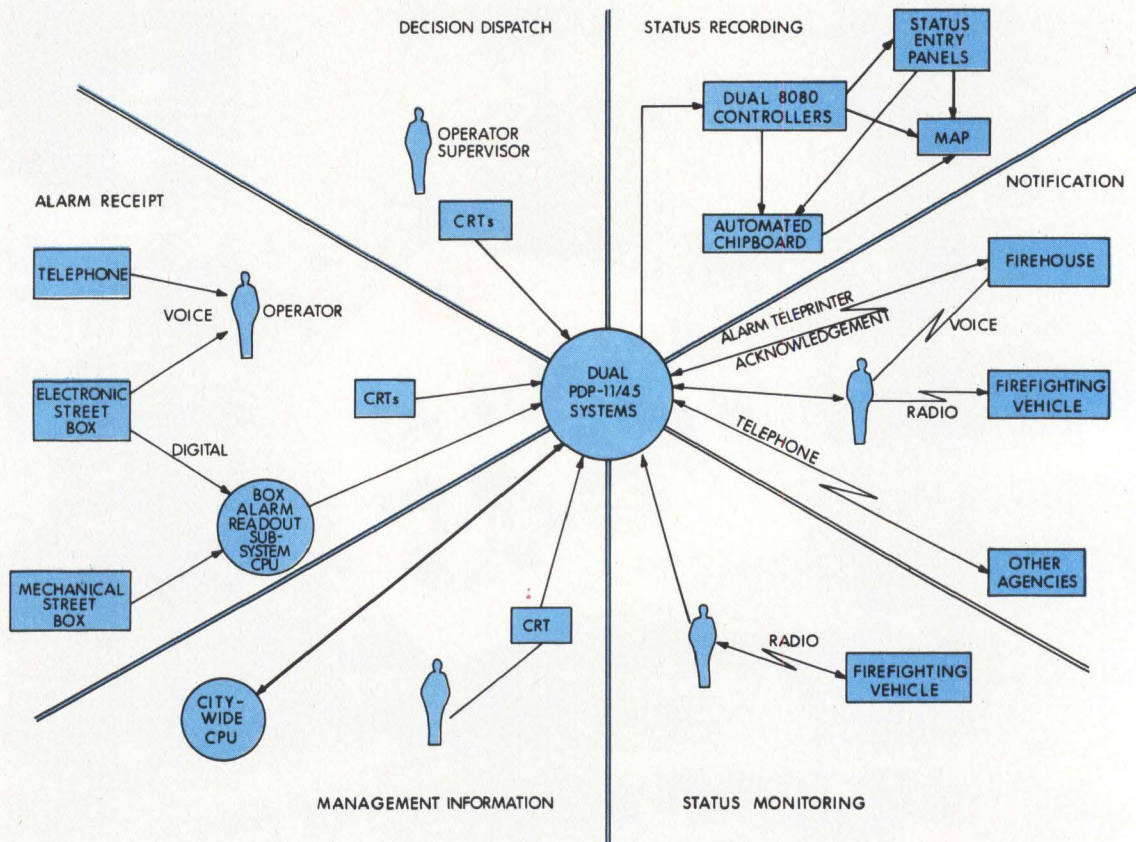 DECISION DISPATCH
STATUS RECORDING
STATUS
ENTRY
PANELS
DUAL 8080
CONTROLLERS
MAP
OPERATOR
SUPERVISOR
NOTIFICATION
ALARM RECEIPT
CRTs
AUTOMATED
CHIPBOARD
TELEPHONE
FIREHOUSE
VOICE
OPERATOR
ALARM TELEPRINTER
ACKNOWLEDGEMENT
VOICE
DUAL
PDP-11/45
SYSTEMS
CRTs
ELECTRONIC
STREET
BOX
FIREFIGHTING
VEHICLE
RADIO
DIGITAL
TELEPHONE
BOX
ALARM
READOUT
SUB-
SYSTEM
CPU
OTHER
AGENCIES
MECHANICAL
STREET
BOX
CRT
RADIO
FIREFIGHTING
VEHICLE
CITY-
WIDE
CPU
MANAGEMENT INFORMATION
STATUS MONITORING